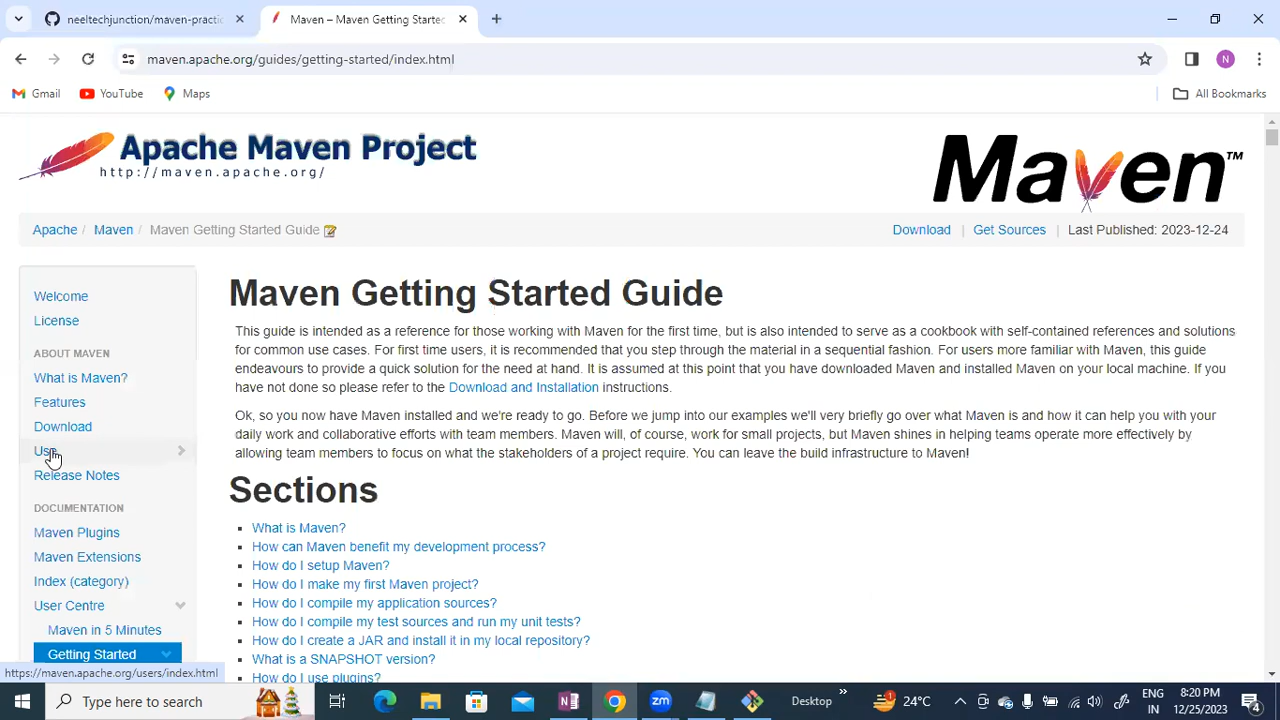 neeltechjunction/maven-practic
Maven – Maven Getting Started
maven.apache.org/guides/getting-started/index.html
N
Gmail
YouTube
Maps
All Bookmarks
Apache Maven Project
http://maven.apache.org/
Maven™
Apache / Maven / Maven Getting Started Guide
Download | Get Sources | Last Published: 2023-12-24
Welcome
License
ABOUT MAVEN
What is Maven?
Features
Download
Use
Release Notes
DOCUMENTATION
Maven Plugins
Maven Extensions
Index (category)
User Centre
Maven in 5 Minutes
Getting Started
https://maven.apache.org/users/index.html
Maven Getting Started Guide
This guide is intended as a reference for those working with Maven for the first time, but is also intended to serve as a cookbook with self-contained references and solutions
for common use cases. For first time users, it is recommended that you step through the material in a sequential fashion. For users more familiar with Maven, this guide
endeavours to provide a quick solution for the need at hand. It is assumed at this point that you have downloaded Maven and installed Maven on your local machine. If you
have not done so please refer to the Download and Installation instructions.
Ok, so you now have Maven installed and we're ready to go. Before we jump into our examples we'll very briefly go over what Maven is and how it can help you with your
daily work and collaborative efforts with team members. Maven will, of course, work for small projects, but Maven shines in helping teams operate more effectively by
allowing team members to focus on what the stakeholders of a project require. You can leave the build infrastructure to Maven!
Sections
What is Maven?
How can Maven benefit my development process?
How do I setup Maven?
How do I make my first Maven project?
How do I compile my application sources?
How do I compile my test sources and run my unit tests?
How do I create a JAR and install it in my local repository?
What is a SNAPSHOT version?
How do I use plugins?
Type here to search
zm
Desktop
24°C
ENG
IN
8:20 PM
12/25/2023
4